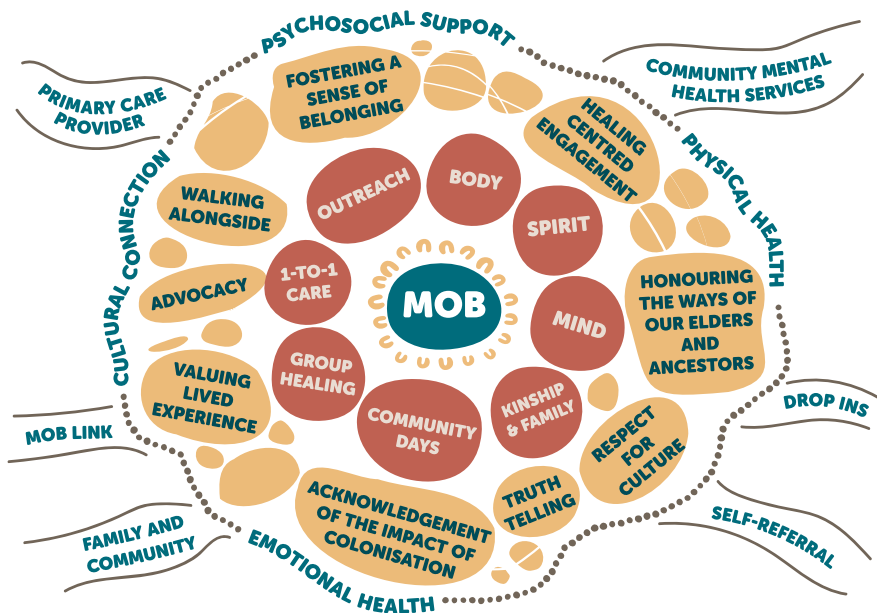 PSYCHOSOCIAL SUPPORT
COMMUNITY MENTAL
HEALTH SERVICES
PRIMARY CARE
PROVIDER
PHYSICAL HEALTH
CULTURAL CONNECTION
FOSTERING A
SENSE OF
BELONGING
HEALING
CENTRED
ENGAGEMENT
WALKING
ALONGSIDE
OUTREACH
BODY
SPIRIT
1-TO-1
CARE
MOB
MIND
HONOURING
THE WAYS OF
OUR ELDERS
AND
ANCESTORS
ADVOCACY
GROUP
HEALING
COMMUNITY
DAYS
KINSHIP
& FAMILY
VALUING
LIVED
EXPERIENCE
RESPECT
FOR
CULTURE
TRUTH
TELLING
ACKNOWLEDGEMENT
OF THE IMPACT OF
COLONISATION
DROP INS
MOB LINK
SELF-REFERRAL
FAMILY AND
COMMUNITY
EMOTIONAL HEALTH